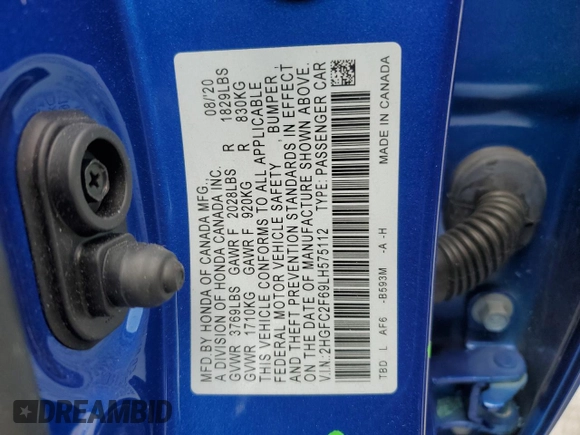 MFD.BY HONDA OF CANADA MFG., 08/'20
A DIVISION OF HONDA CANADA INC.
GVWR 3769LBS GAWR F 2028LBS R 1829LBS
GVWR 1710KG GAWR F 920KG R 830KG
THIS VEHICLE CONFORMS TO ALL APPLICABLE
FEDERAL MOTOR VEHICLE SAFETY, BUMPER,
AND THEFT PREVENTION STANDARDS IN EFFECT
ON THE DATE OF MANUFACTURE SHOWN ABOVE.
V.I.N.:2HGFC2F69LH575112 TYPE:PASSENGER CAR
TBD L AF6 -B593M -A-H MADE IN CANADA
DREAMBID